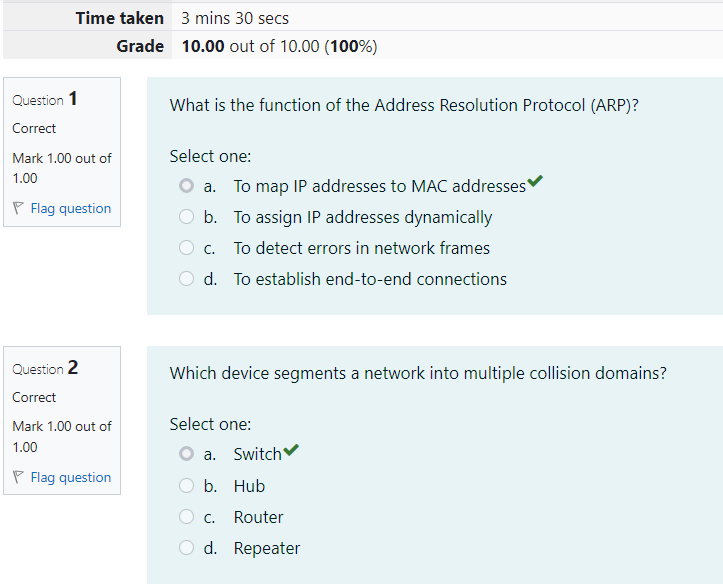 Time taken 3 mins 30 secs
Grade 10.00 out of 10.00 (100%)
Question 1
Correct
Mark 1.00 out of
1.00
Flag question
What is the function of the Address Resolution Protocol (ARP)?
Select one:
a. To map IP addresses to MAC addresses
b. To assign IP addresses dynamically
c. To detect errors in network frames
d. To establish end-to-end connections
Question 2
Correct
Mark 1.00 out of
1.00
Flag question
Which device segments a network into multiple collision domains?
Select one:
a. Switch
b. Hub
c. Router
d. Repeater